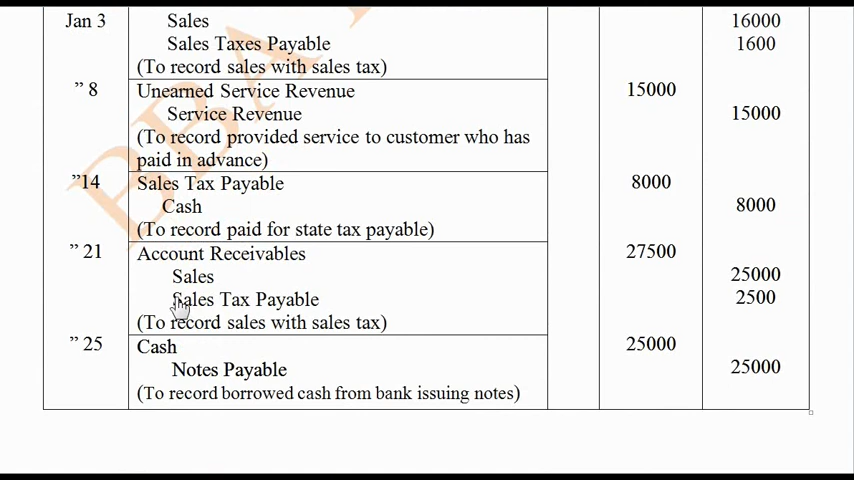 Jan 3 Sales 16000
Sales Taxes Payable 1600
(To record sales with sales tax)
” 8 Unearned Service Revenue 15000
Service Revenue 15000
(To record provided service to customer who has
paid in advance)
”14 Sales Tax Payable 8000
Cash 8000
(To record paid for state tax payable)
” 21 Account Receivables 27500
Sales 25000
Sales Tax Payable 2500
(To record sales with sales tax)
” 25 Cash 25000
Notes Payable 25000
(To record borrowed cash from bank issuing notes)
BBA